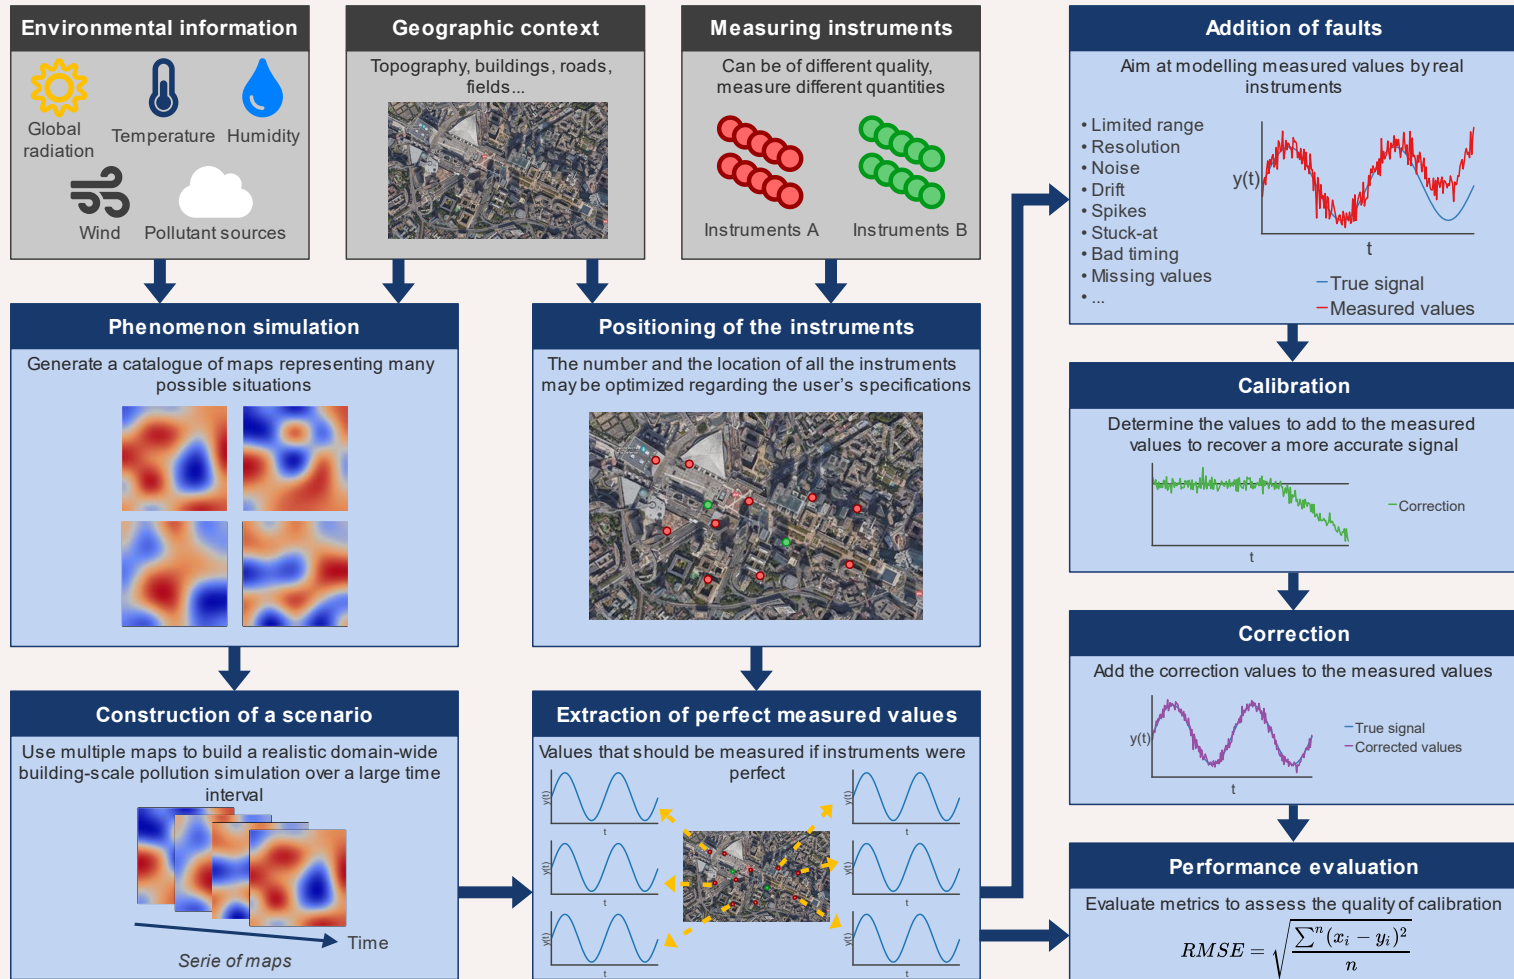 Environmental information
Global
radiation
Temperature
Humidity
Wind
Pollutant sources
Geographic context
Topography, buildings, roads,
fields...
Measuring instruments
Can be of different quality,
measure different quantities
Instruments A
Instruments B
Phenomenon simulation
Generate a catalogue of maps representing many
possible situations
Positioning of the instruments
The number and the location of all the instruments
may be optimized regarding the user's specifications
Construction of a scenario
Use multiple maps to build a realistic domain-wide
building-scale pollution simulation over a large time
interval
Time
Serie of maps
Extraction of perfect measured values
Values that should be measured if instruments were
perfect
y(t)
t
y(t)
t
y(t)
t
y(t)
t
y(t)
t
y(t)
t
Addition of faults
Aim at modelling measured values by real
instruments
• Limited range
• Resolution
• Noise
• Drift
• Spikes
• Stuck-at
• Bad timing
• Missing values
• ...
y(t)
t
True signal
Measured values
Calibration
Determine the values to add to the measured
values to recover a more accurate signal
Correction
t
Correction
Add the correction values to the measured values
y(t)
t
True signal
Corrected values
Performance evaluation
Evaluate metrics to assess the quality of calibration
RMSE = √(∑ⁿ(xᵢ − yᵢ)²/n)